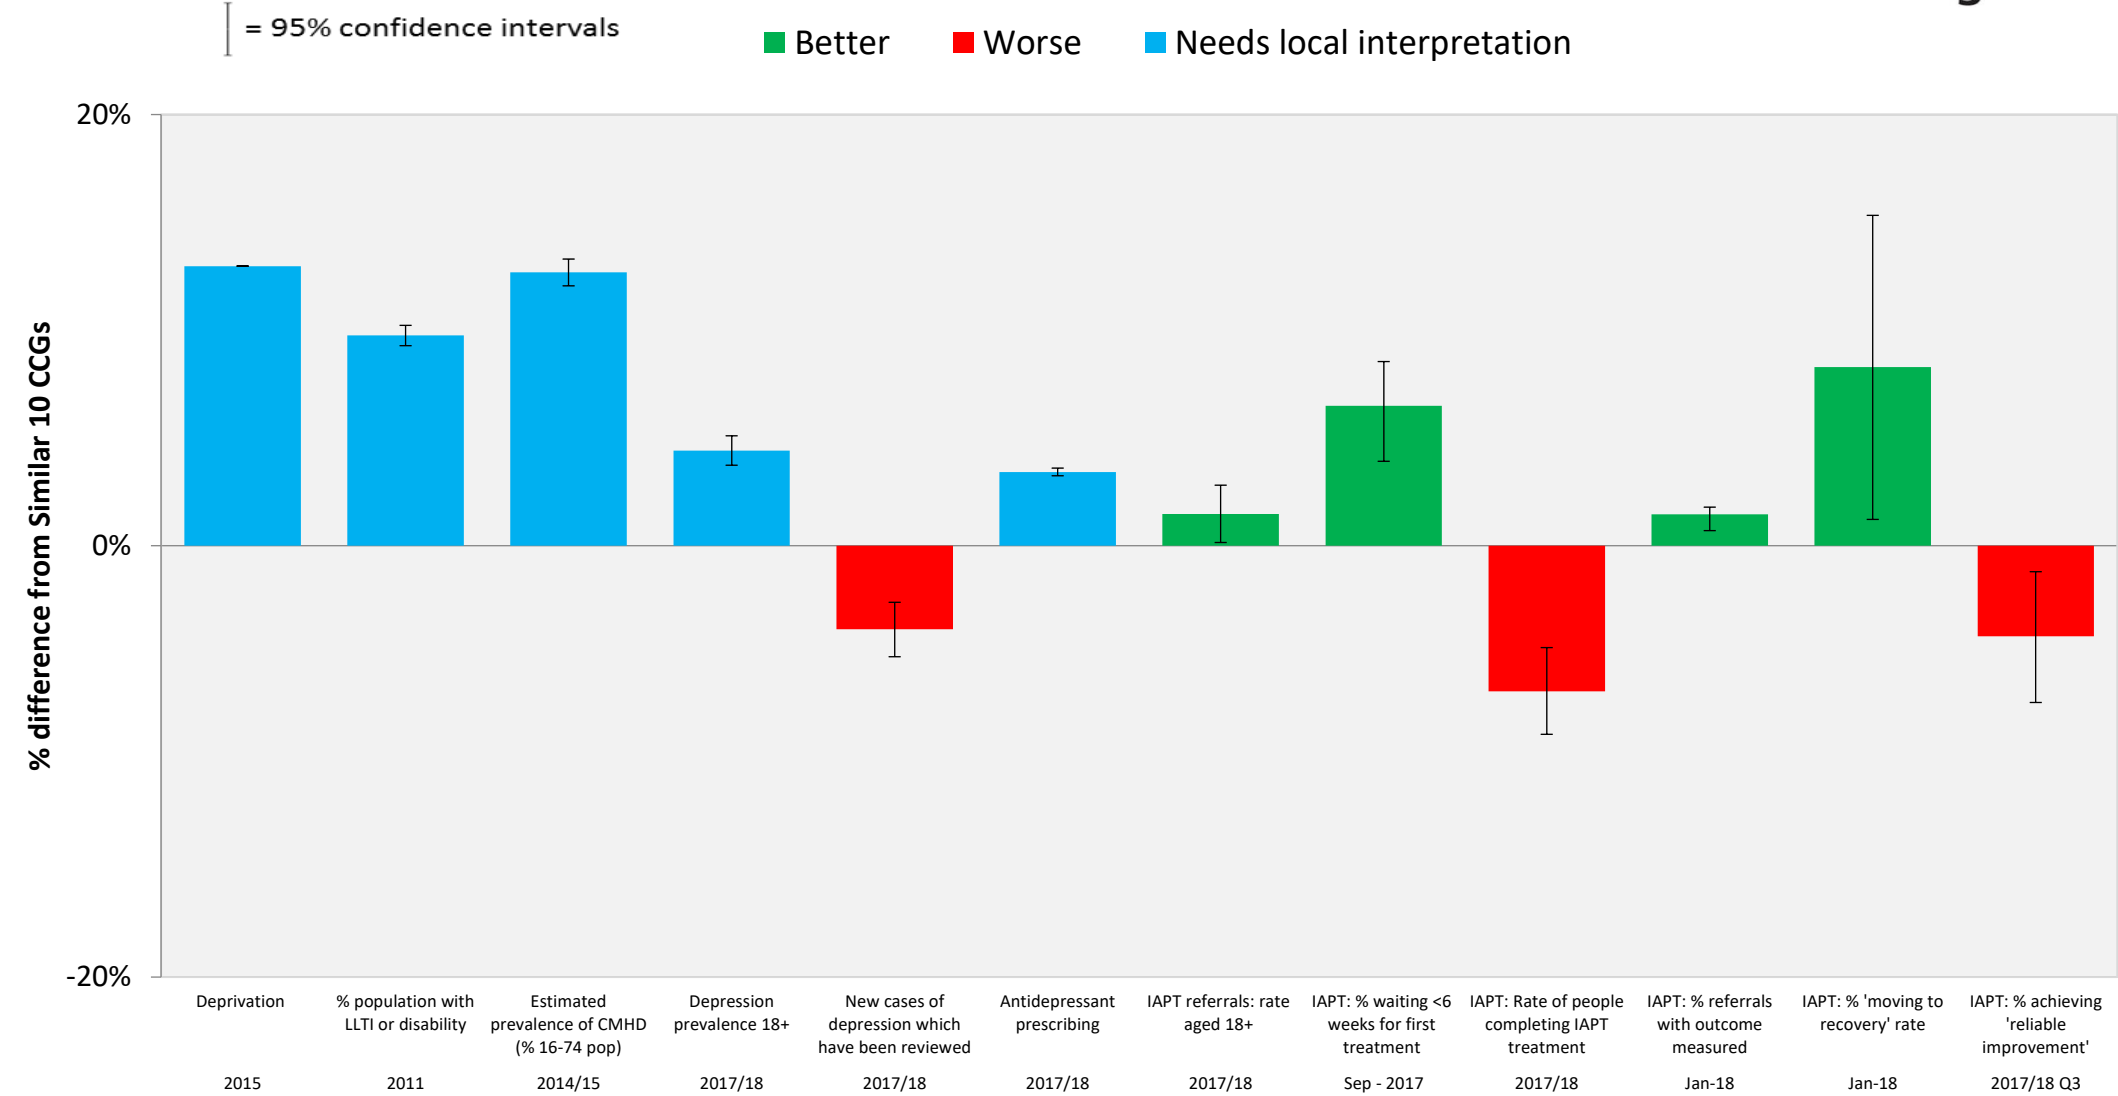 = 95% confidence intervals
Better
Worse
Needs local interpretation
20%
0%
-20%
% difference from Similar 10 CCGs
Deprivation
2015
% population with
LLTI or disability
2011
Estimated
prevalence of CMHD
(% 16-74 pop)
2014/15
Depression
prevalence 18+
2017/18
New cases of
depression which
have been reviewed
2017/18
Antidepressant
prescribing
2017/18
IAPT referrals: rate
aged 18+
2017/18
IAPT: % waiting <6
weeks for first
treatment
Sep - 2017
IAPT: Rate of people
completing IAPT
treatment
2017/18
IAPT: % referrals
with outcome
measured
Jan-18
IAPT: % 'moving to
recovery' rate
Jan-18
IAPT: % achieving
'reliable
improvement'
2017/18 Q3